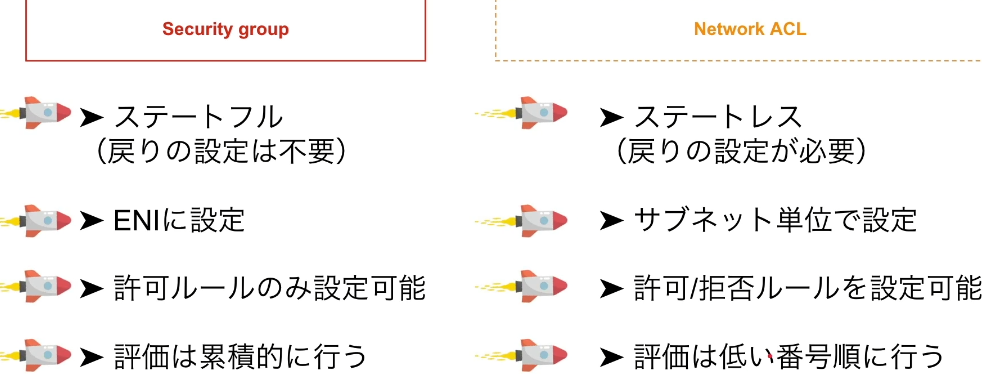 Security group
➤ ステートフル
（戻りの設定は不要）
➤ ENIに設定
➤ 許可ルールのみ設定可能
➤ 評価は累積的に行う
Network ACL
➤ ステートレス
（戻りの設定が必要）
➤ サブネット単位で設定
➤ 許可/拒否ルールを設定可能
➤ 評価は低い番号順に行う